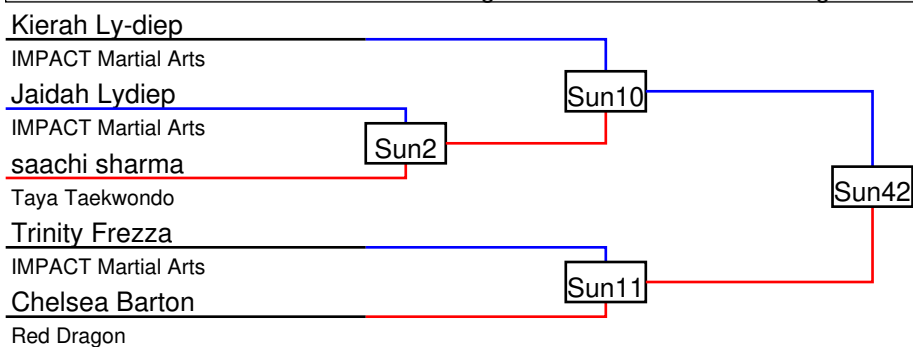 Kierah Ly-diep
IMPACT Martial Arts
Sun10
Jaidah Lydiep
IMPACT Martial Arts
Sun2
saachi sharma
Taya Taekwondo
Sun42
Trinity Frezza
IMPACT Martial Arts
Sun11
Chelsea Barton
Red Dragon